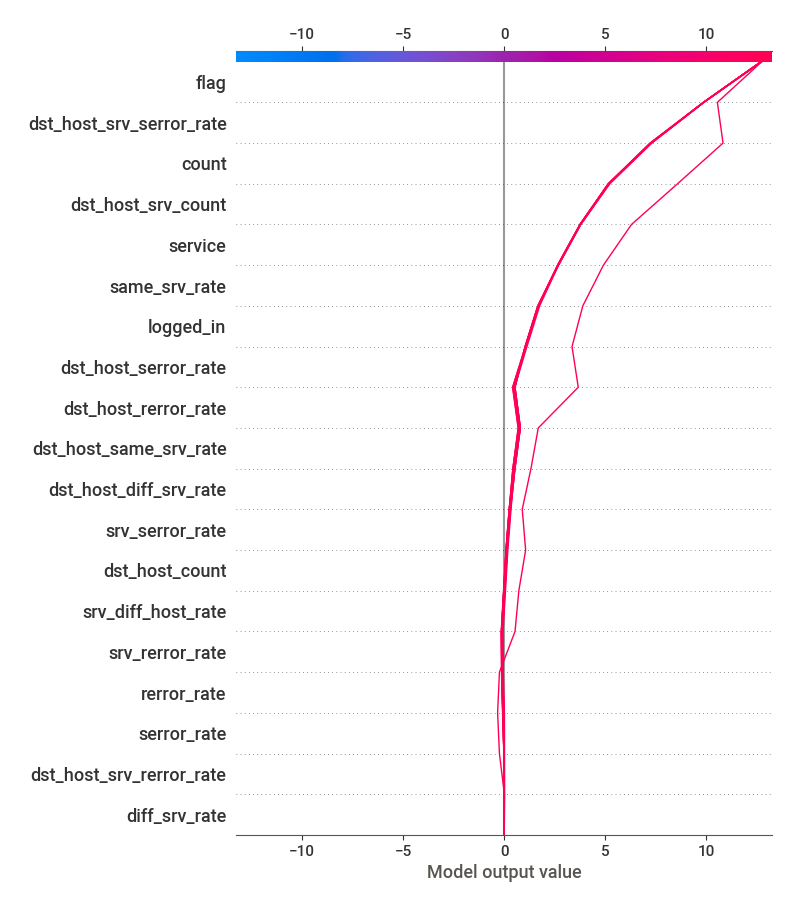 −10 −5 0 5 10
flag
dst_host_srv_serror_rate
count
dst_host_srv_count
service
same_srv_rate
logged_in
dst_host_serror_rate
dst_host_rerror_rate
dst_host_same_srv_rate
dst_host_diff_srv_rate
srv_serror_rate
dst_host_count
srv_diff_host_rate
srv_rerror_rate
rerror_rate
serror_rate
dst_host_srv_rerror_rate
diff_srv_rate
−10 −5 0 5 10
Model output value